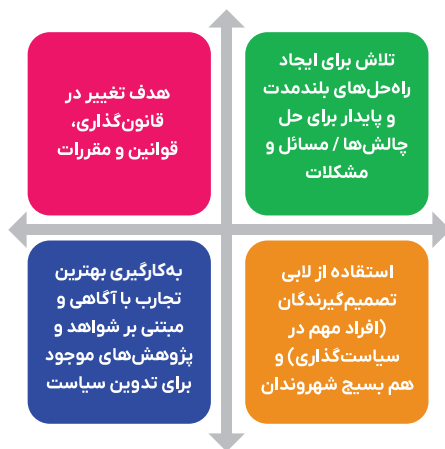 تلاش برای ایجاد
راه‌حل‌های بلندمدت
و پایدار برای حل
چالش‌ها / مسائل و
مشکلات
هدف تغییر در
قانون‌گذاری،
قوانین و مقررات
استقاده از لابی
تصمیم‌گیرندگان
(افراد مهم در
سیاست‌گذاری) و
هم بسیج شهروندان
به‌کارگیری بهترین
تجارب با آگاهی و
مبتنی بر شواهد و
پژوهش‌های موجود
برای تدوین سیاست